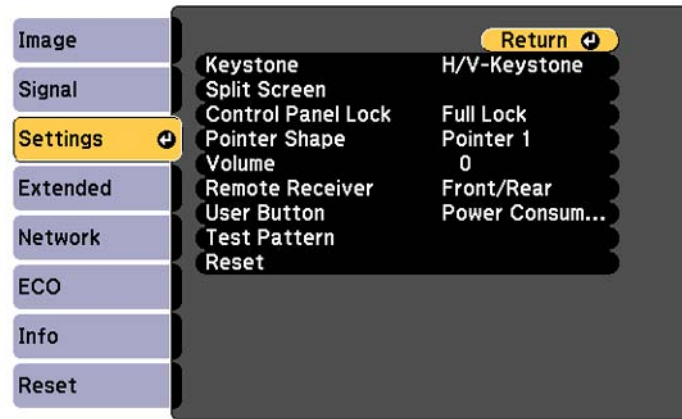 Image
Signal
Settings
Extended
Network
ECO
Info
Reset
Return
Keystone H/V-Keystone
Split Screen
Control Panel Lock Full Lock
Pointer Shape Pointer 1
Volume 0
Remote Receiver Front/Rear
User Button Power Consum...
Test Pattern
Reset